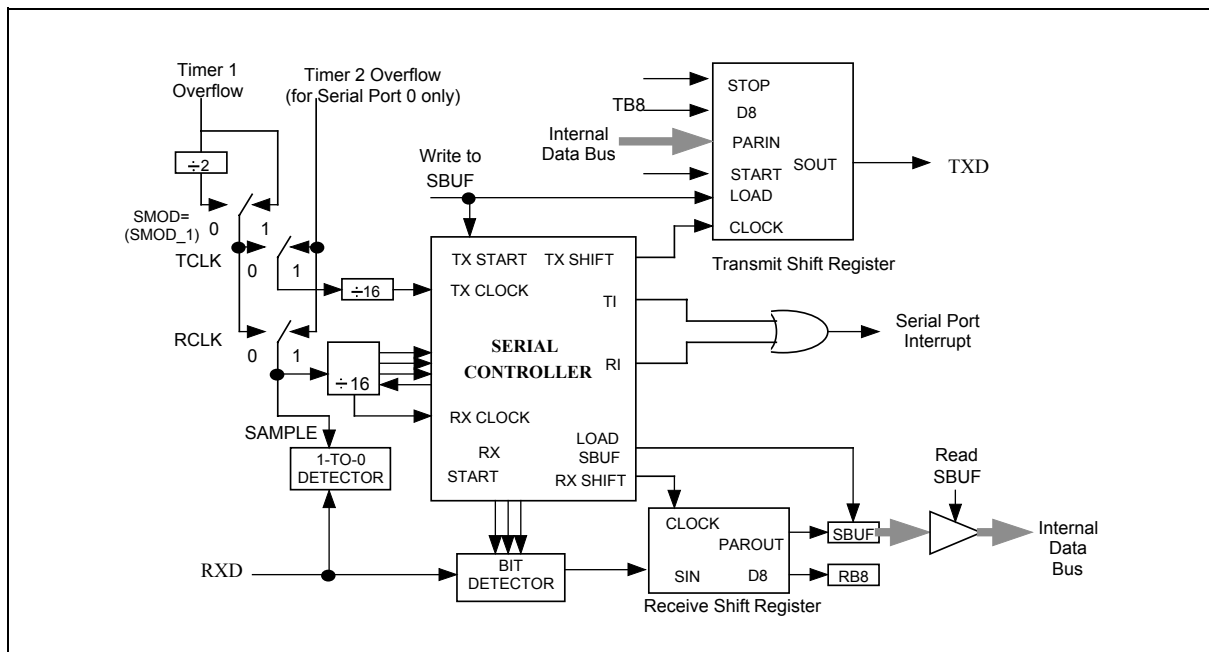 Timer 1
Overflow
Timer 2 Overflow
(for Serial Port 0 only)
÷2
SMOD=
(SMOD_1)
0
1
TCLK
0
1
÷16
RCLK
0
1
÷16
SAMPLE
1-TO-0
DETECTOR
RXD
Write to
SBUF
TX START
TX SHIFT
TX CLOCK
TI
SERIAL
CONTROLLER
RI
RX CLOCK
LOAD
SBUF
RX
START
RX SHIFT
BIT
DETECTOR
TB8
Internal
Data Bus
STOP
D8
PARIN
SOUT
START
LOAD
CLOCK
TXD
Transmit Shift Register
Serial Port
Interrupt
CLOCK
PAROUT
SIN
D8
Receive Shift Register
SBUF
RB8
Read
SBUF
Internal
Data
Bus